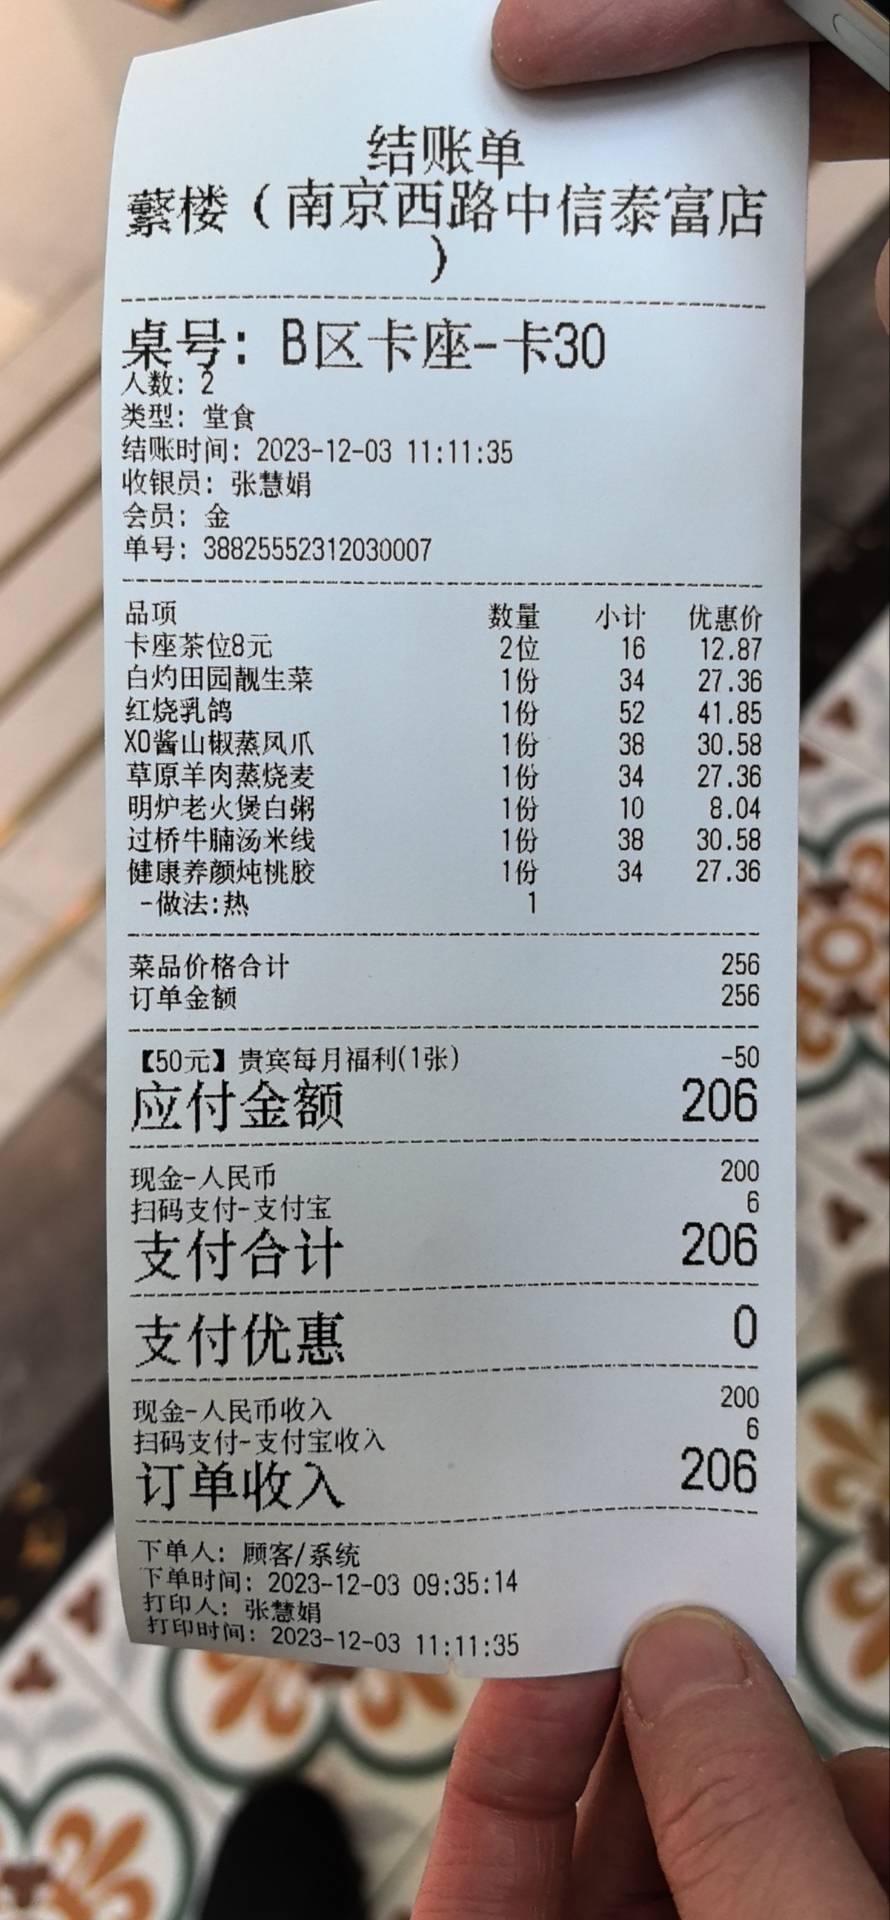 结账单
蘩楼（南京西路中信泰富店
）
桌号: B区卡座-卡30
人数: 2
类型: 堂食
结账时间: 2023-12-03 11:11:35
收银员: 张慧娟
会员: 金
单号: 38825552312030007
品项 数量 小计 优惠价
卡座茶位8元 2位 16 12.87
白灼田园靓生菜 1份 34 27.36
红烧乳鸽 1份 52 41.85
XO酱山椒蒸凤爪 1份 38 30.58
草原羊肉蒸烧麦 1份 34 27.36
明炉老火煲白粥 1份 10 8.04
过桥牛腩汤米线 1份 38 30.58
健康养颜炖桃胶 1份 34 27.36
-做法:热 1
菜品价格合计 256
订单金额 256
【50元】贵宾每月福利(1张) -50
应付金额 206
现金-人民币 200
扫码支付-支付宝 6
支付合计 206
支付优惠 0
现金-人民币收入 200
扫码支付-支付宝收入 6
订单收入 206
下单人: 顾客/系统
下单时间: 2023-12-03 09:35:14
打印人: 张慧娟
打印时间: 2023-12-03 11:11:35